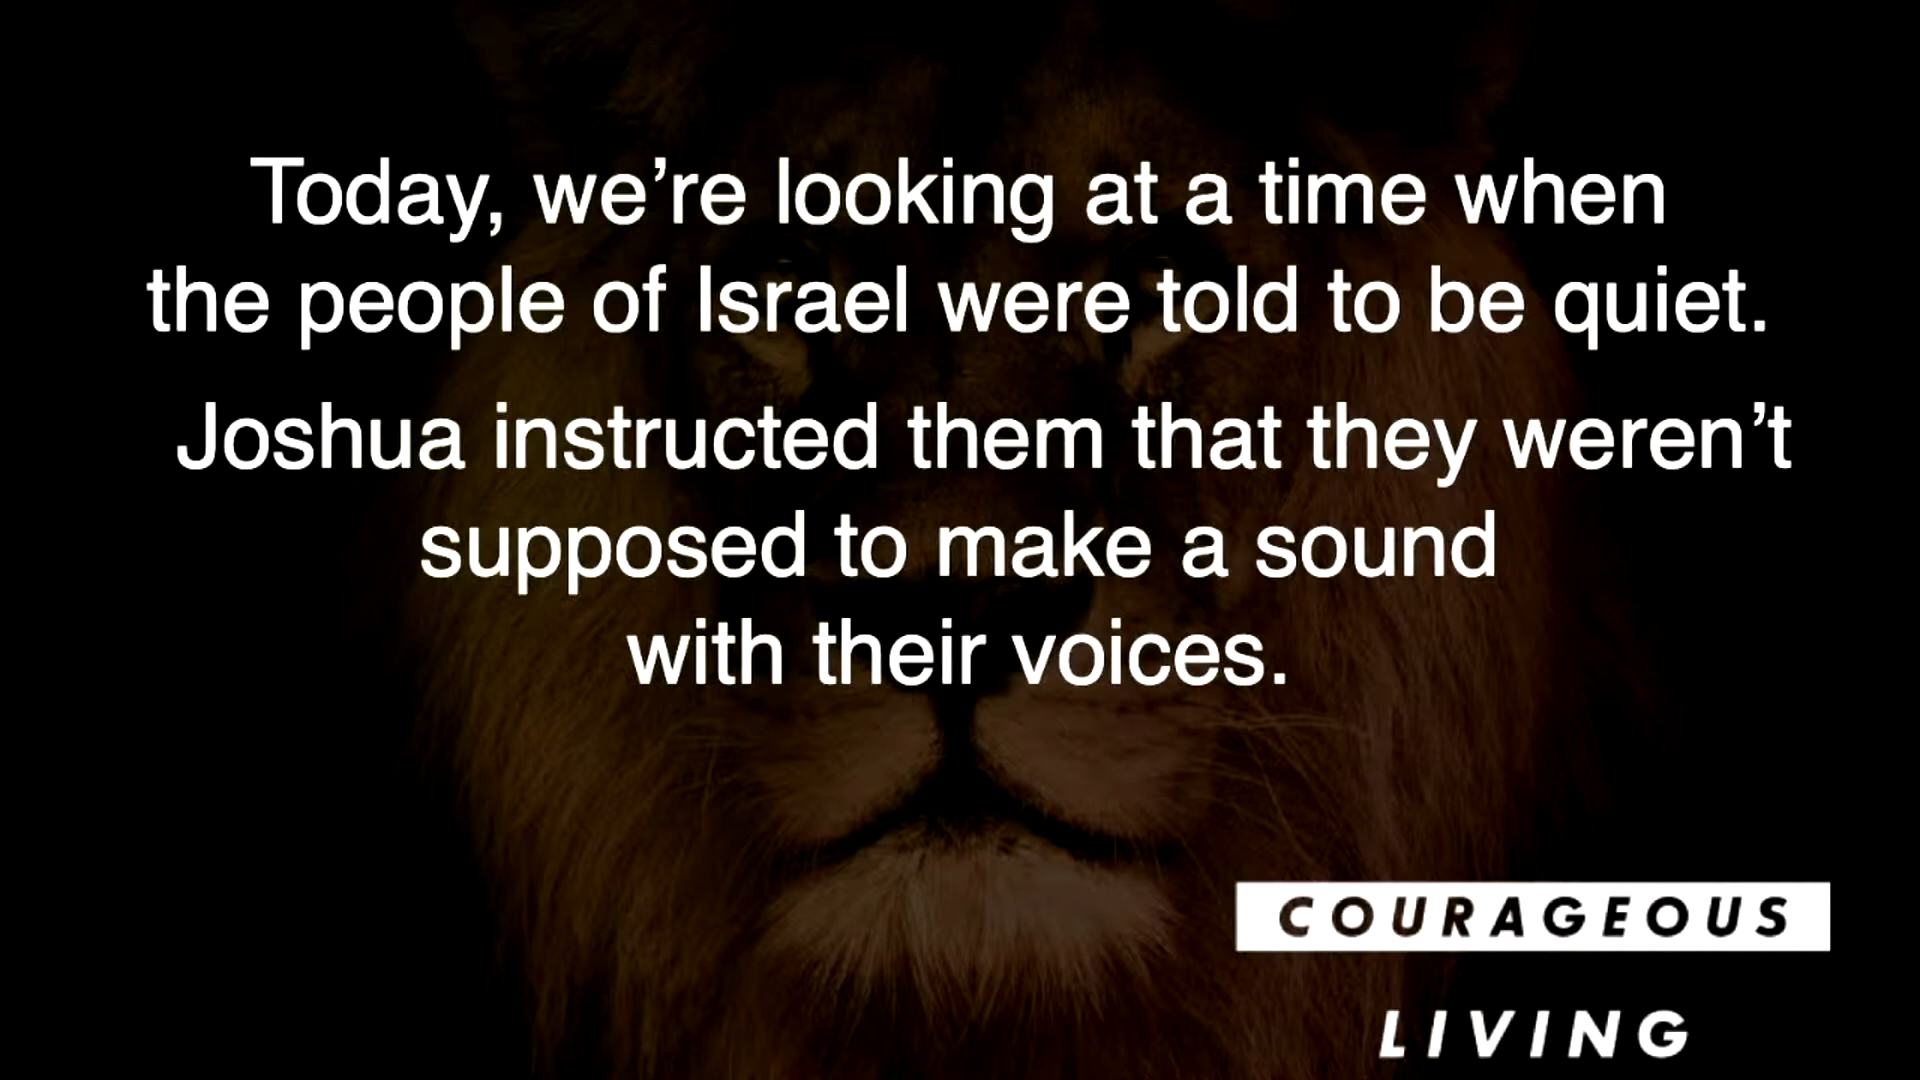 Today, we’re looking at a time when
the people of Israel were told to be quiet.
Joshua instructed them that they weren’t
supposed to make a sound
with their voices.
COURAGEOUS
LIVING